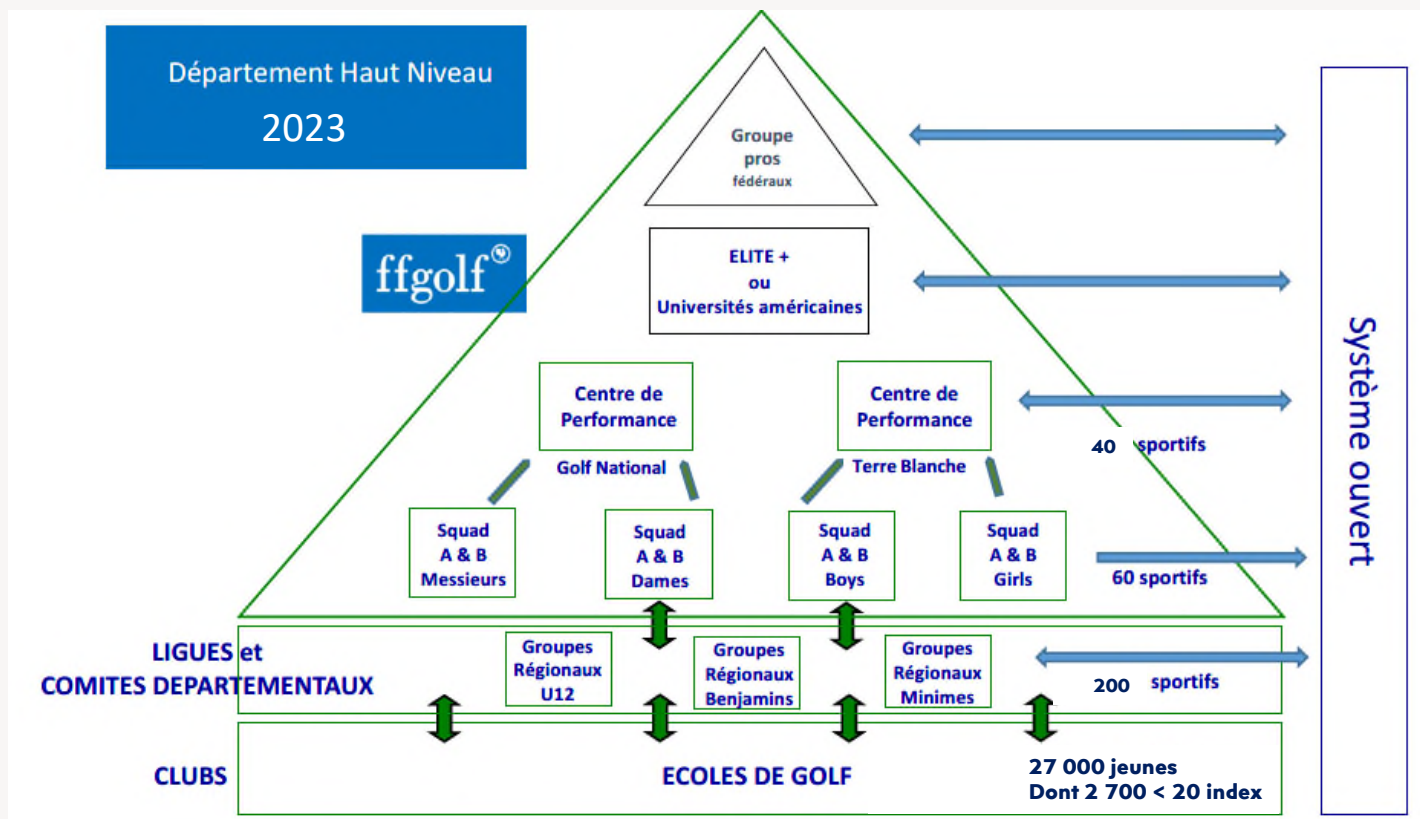 Département Haut Niveau
2023
Groupe
pros
fédéraux
ffgolf®
ELITE +
ou
Universités américaines
Centre de
Performance
Golf National
Centre de
Performance
Terre Blanche
40 sportifs
Squad
A & B
Messieurs
Squad
A & B
Dames
Squad
A & B
Boys
Squad
A & B
Girls
60 sportifs
LIGUES et
COMITES DEPARTEMENTAUX
Groupes
Régionaux
U12
Groupes
Régionaux
Benjamins
Groupes
Régionaux
Minimes
200 sportifs
CLUBS
ECOLES DE GOLF
27 000 jeunes
Dont 2 700 < 20 index
Système ouvert